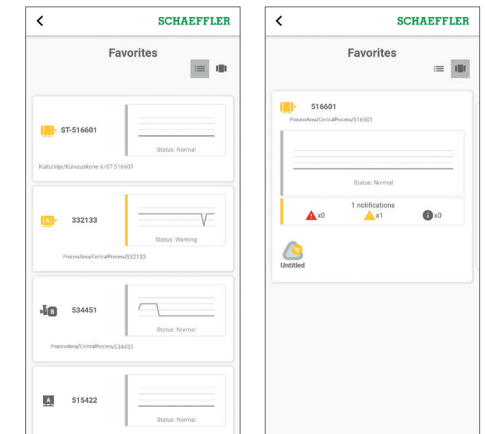 SCHAEFFLER
Favorites
ST-516601
Status: Normal
Kuitulinja/Kuivauskone 6/ST-516601
A
332133
Status: Warning
ProcessArea/CentralProcess/332133
B
534451
Status: Normal
ProcessArea/CentralProcess/534451
A
515422
Status: Normal
SCHAEFFLER
Favorites
516601
ProcessArea/CentralProcess/516601
Status: Normal
1 notifications
x0
x1
x0
Untitled